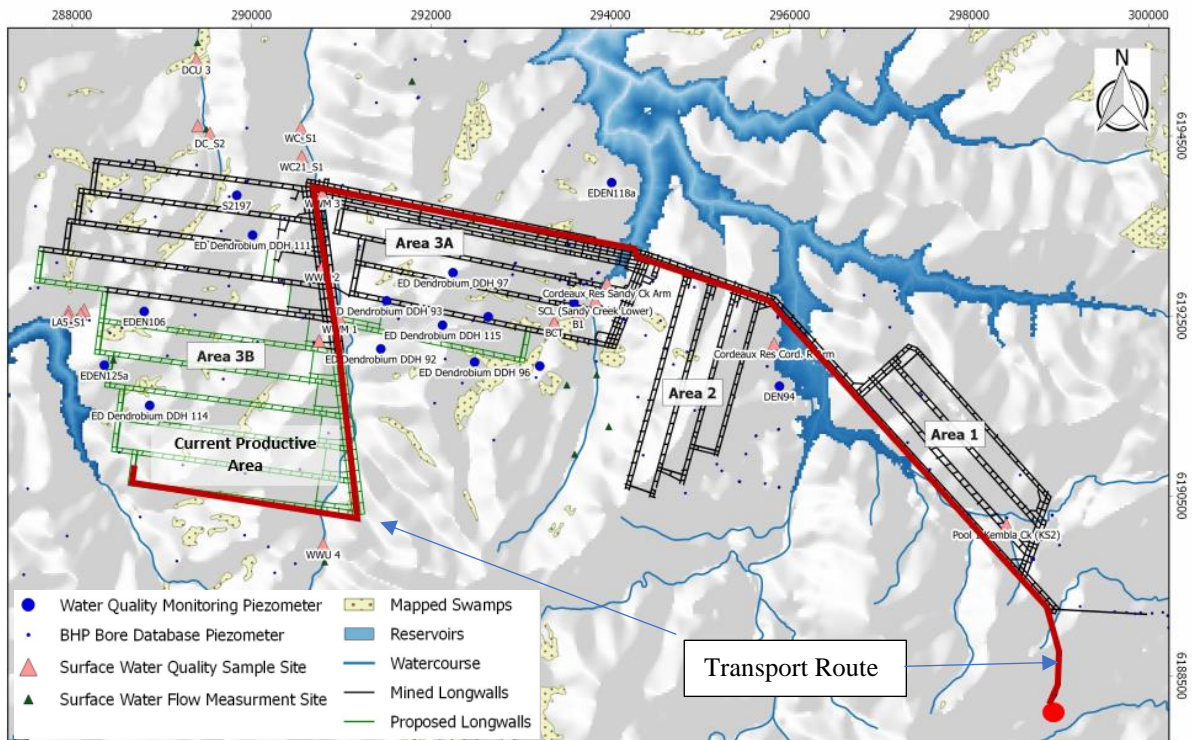 288000 290000 292000 294000 296000 298000 300000
DCU 3
N
DC_S2
WC-S1
6194500
WC21_S1
EDEN118a
S2197
WWM 3
ED Dendrobium DDH 111
Area 3A
WWM 2
ED Dendrobium DDH 97
Cordeaux Res Sandy Ck Arm
ED Dendrobium DDH 93
SCL (Sandy Creek Lower)
LA5-S1
EDEN106
WWM 1
ED Dendrobium DDH 115
BCT
B1
6192500
Area 3B
ED Dendrobium DDH 92
Cordeaux Res Cord. R Arm
EDEN125a
ED Dendrobium DDH 96
DEN94
Area 2
ED Dendrobium DDH 114
Area 1
Current Productive
Area
6190500
Pool 1 Kembla Ck (KS2)
WWU 4
Water Quality Monitoring Piezometer
BHP Bore Database Piezometer
Surface Water Quality Sample Site
Surface Water Flow Measurment Site
Mapped Swamps
Reservoirs
Watercourse
Mined Longwalls
Proposed Longwalls
Transport Route
6188500